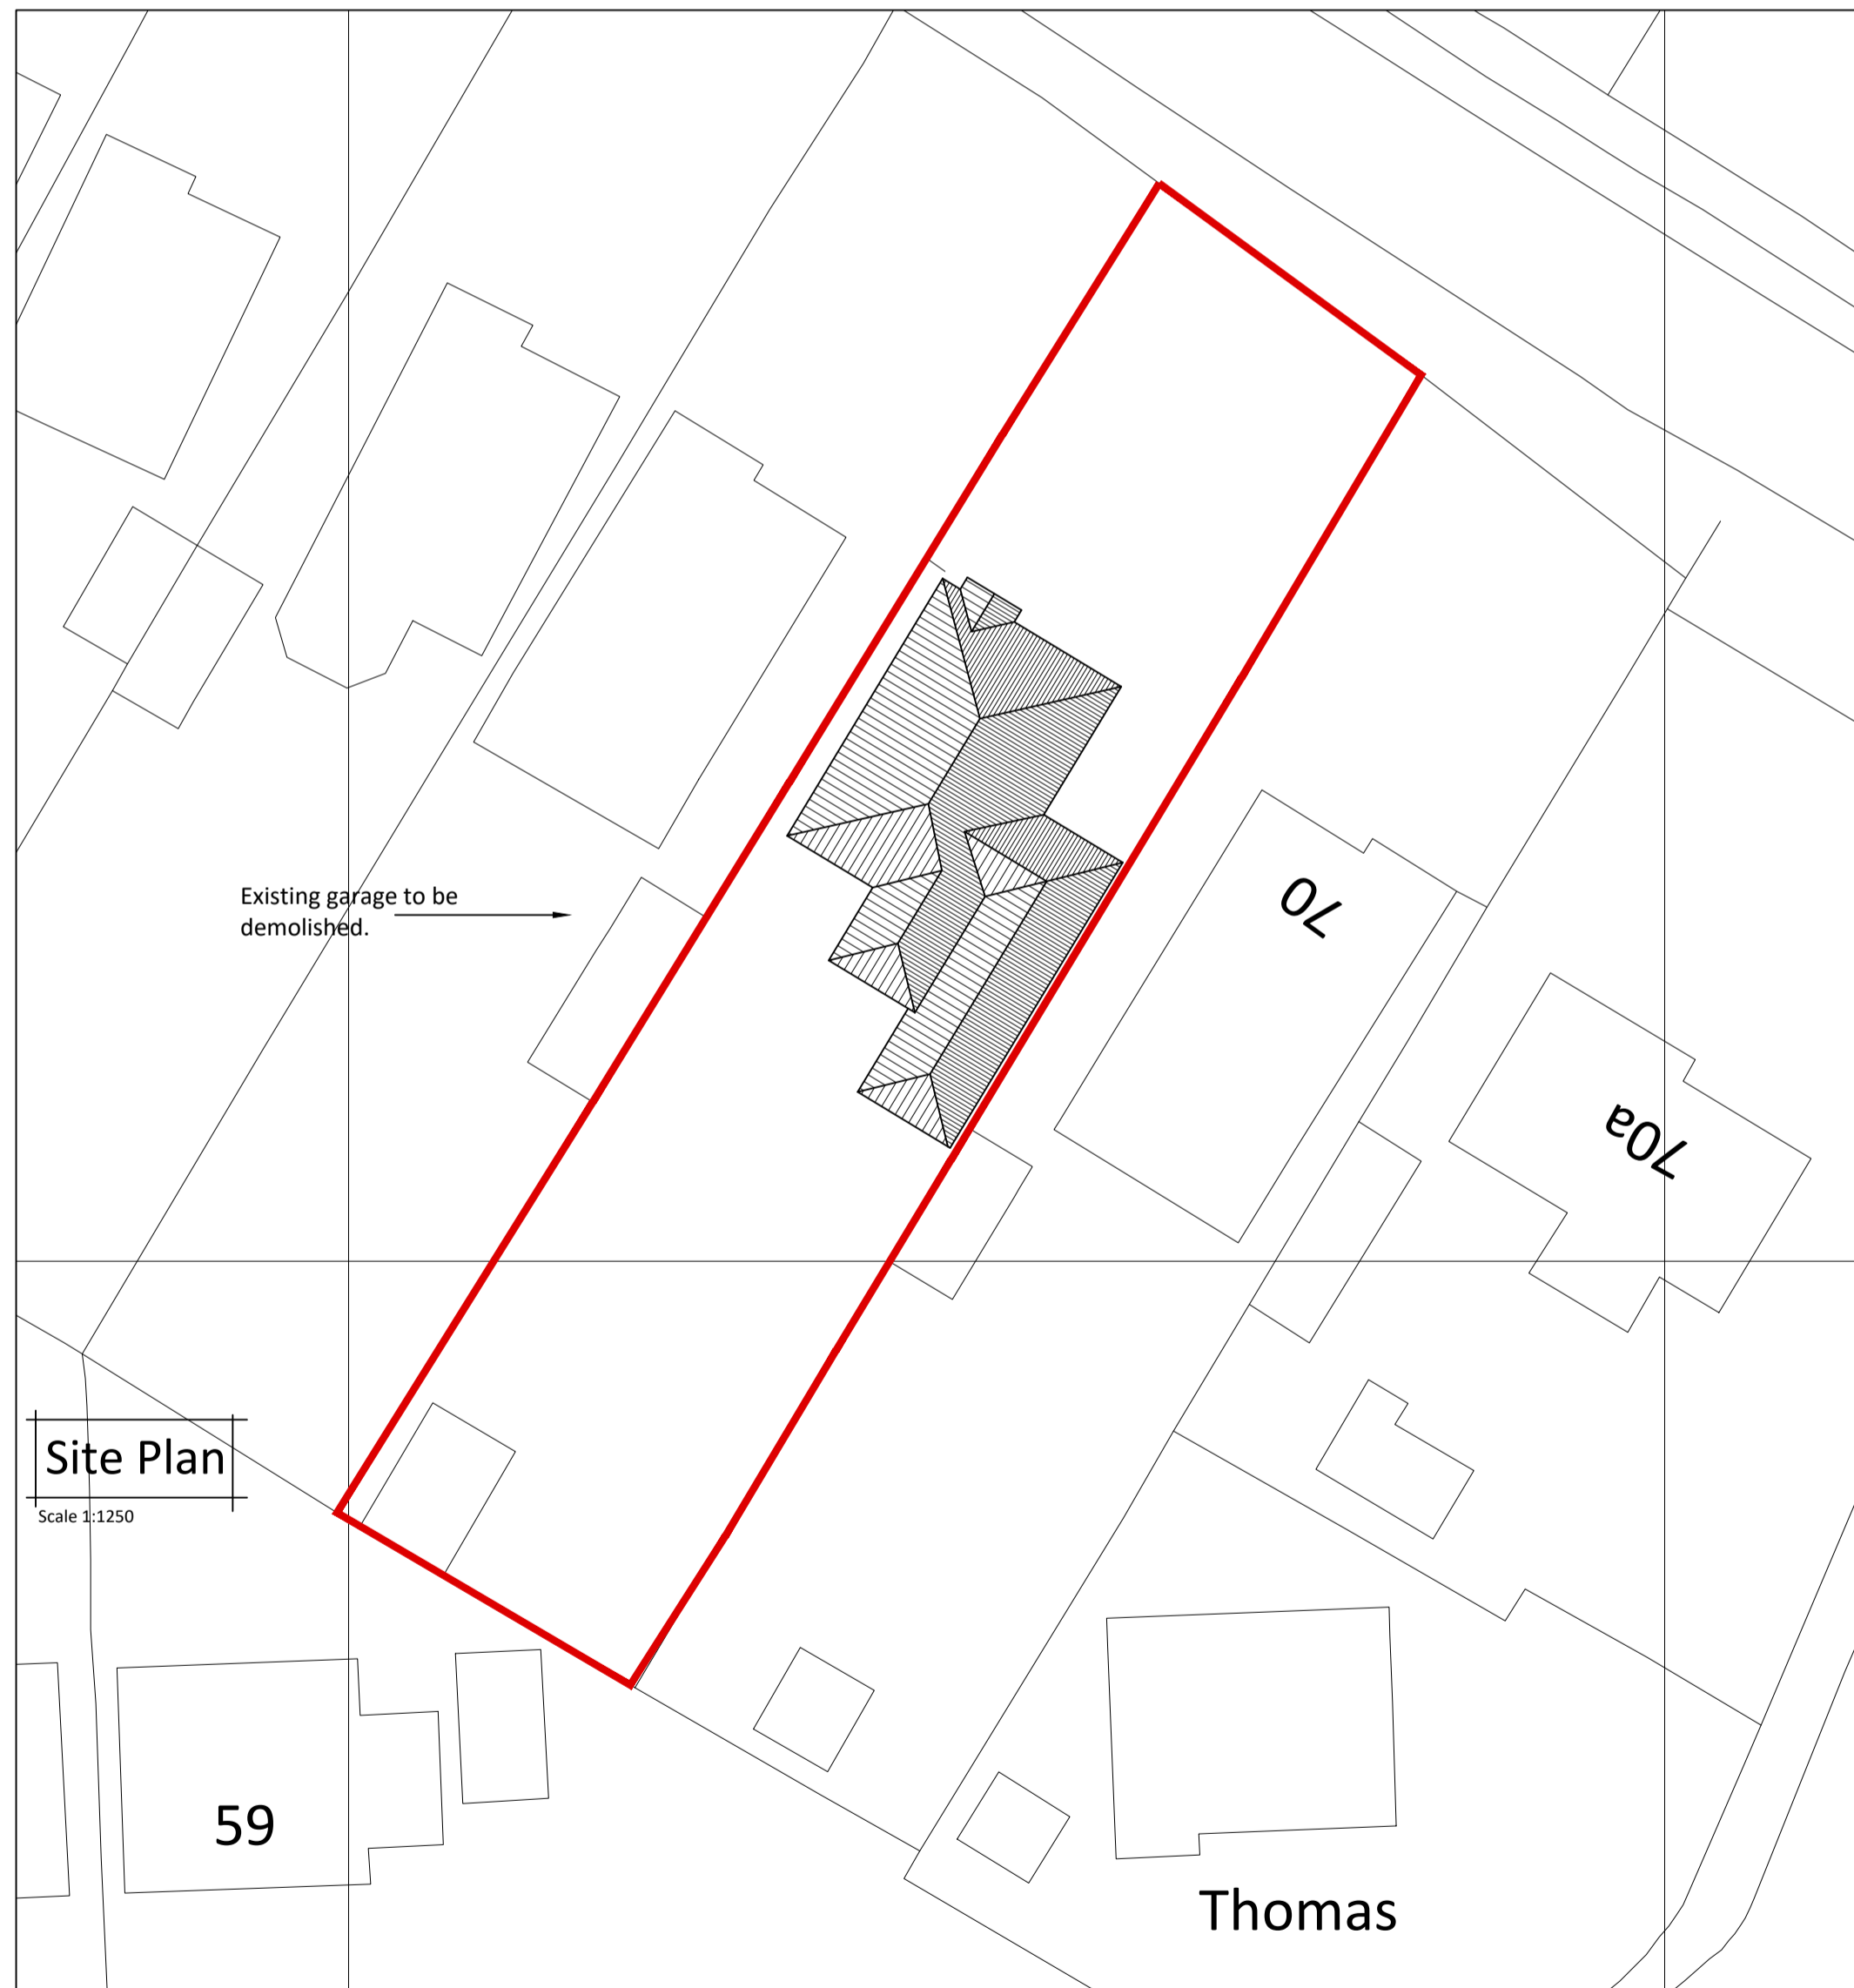 Existing garage to be
demolished.
70
70a
Site Plan
Scale 1:1250
59
Thomas